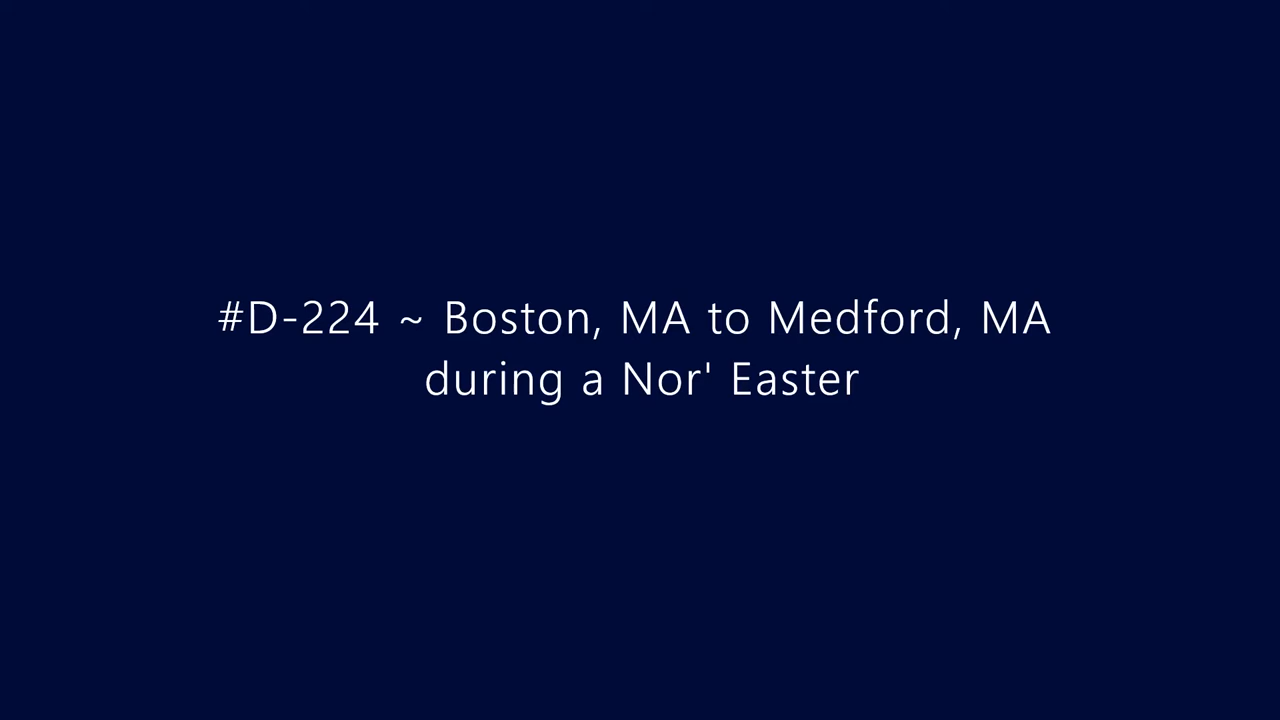 #D-224 ~ Boston, MA to Medford, MA
during a Nor' Easter